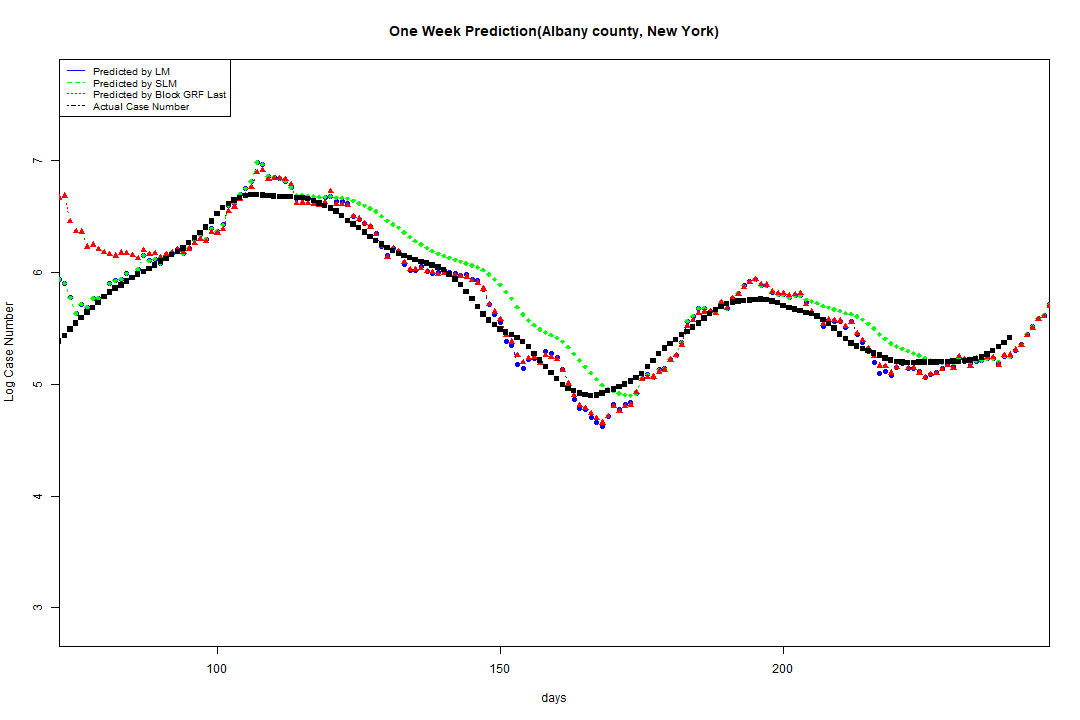 One Week Prediction(Albany county, New York)
Predicted by LM
Predicted by SLM
Predicted by Block GRF Last
Actual Case Number
7
6
5
4
3
Log Case Number
100 150 200
days